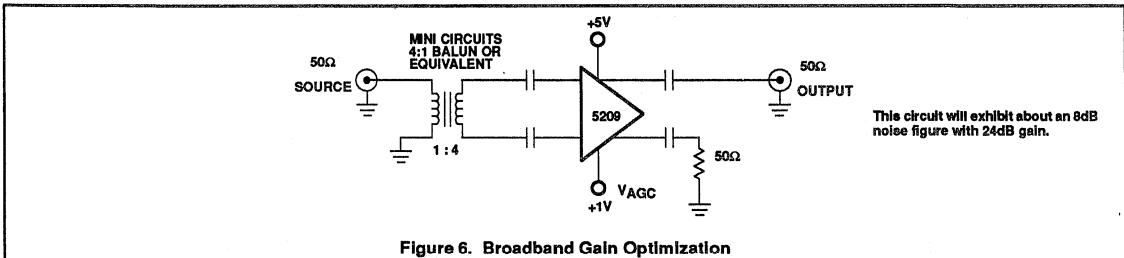 +5V
MINI CIRCUITS
4:1 BALUN OR
EQUIVALENT
50Ω
SOURCE
50Ω
OUTPUT
5209
This circuit will exhibit about an 8dB
noise figure with 24dB gain.
1 : 4
50Ω
VAGC
+1V
Figure 6. Broadband Gain Optimization